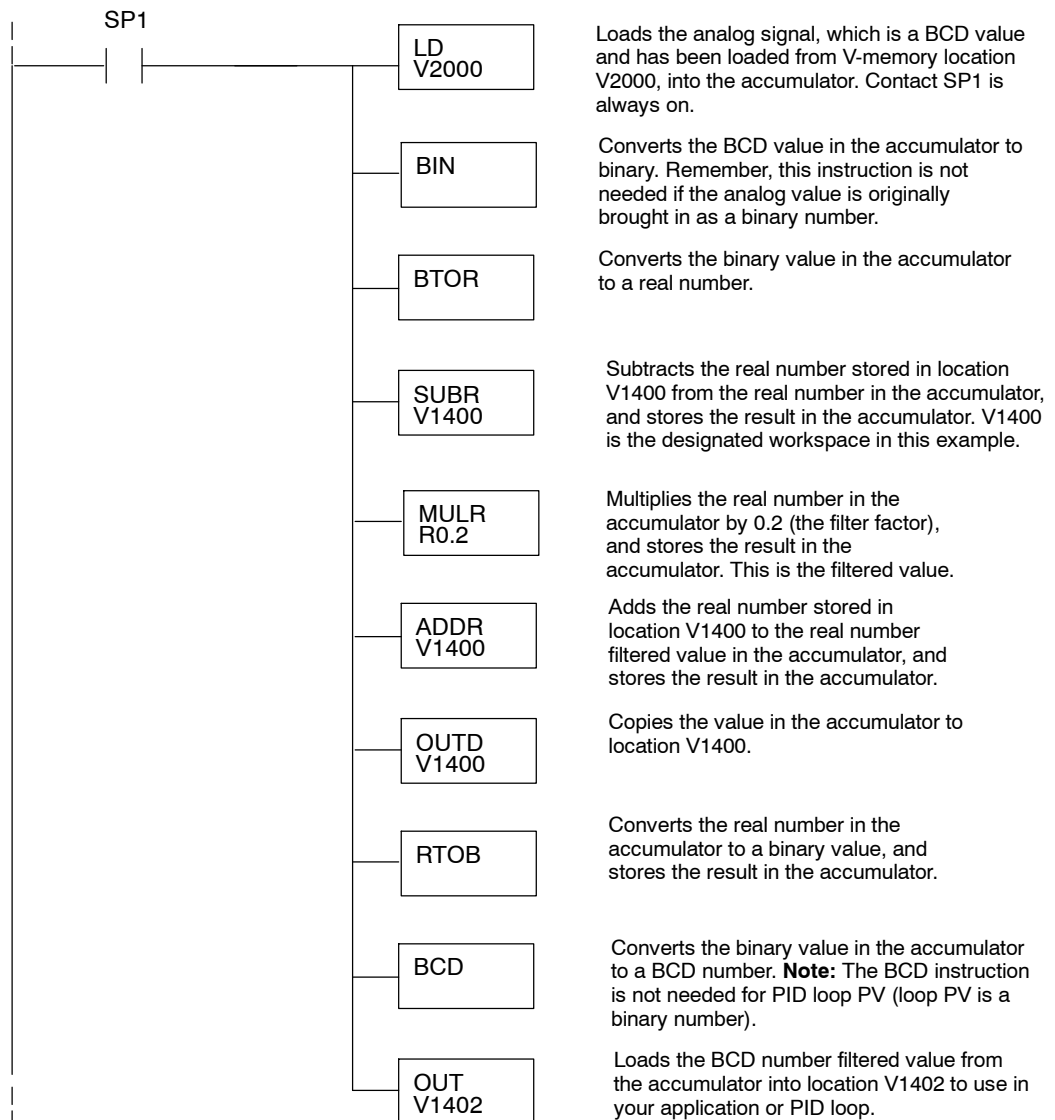 SP1
LD
V2000
Loads the analog signal, which is a BCD value
and has been loaded from V-memory location
V2000, into the accumulator. Contact SP1 is
always on.
BIN
Converts the BCD value in the accumulator to
binary. Remember, this instruction is not
needed if the analog value is originally
brought in as a binary number.
BTOR
Converts the binary value in the accumulator
to a real number.
SUBR
V1400
Subtracts the real number stored in location
V1400 from the real number in the accumulator,
and stores the result in the accumulator. V1400
is the designated workspace in this example.
MULR
R0.2
Multiplies the real number in the
accumulator by 0.2 (the filter factor),
and stores the result in the
accumulator. This is the filtered value.
ADDR
V1400
Adds the real number stored in
location V1400 to the real number
filtered value in the accumulator, and
stores the result in the accumulator.
OUTD
V1400
Copies the value in the accumulator to
location V1400.
RTOB
Converts the real number in the
accumulator to a binary value, and
stores the result in the accumulator.
BCD
Converts the binary value in the accumulator
to a BCD number. Note: The BCD instruction
is not needed for PID loop PV (loop PV is a
binary number).
OUT
V1402
Loads the BCD number filtered value from
the accumulator into location V1402 to use in
your application or PID loop.